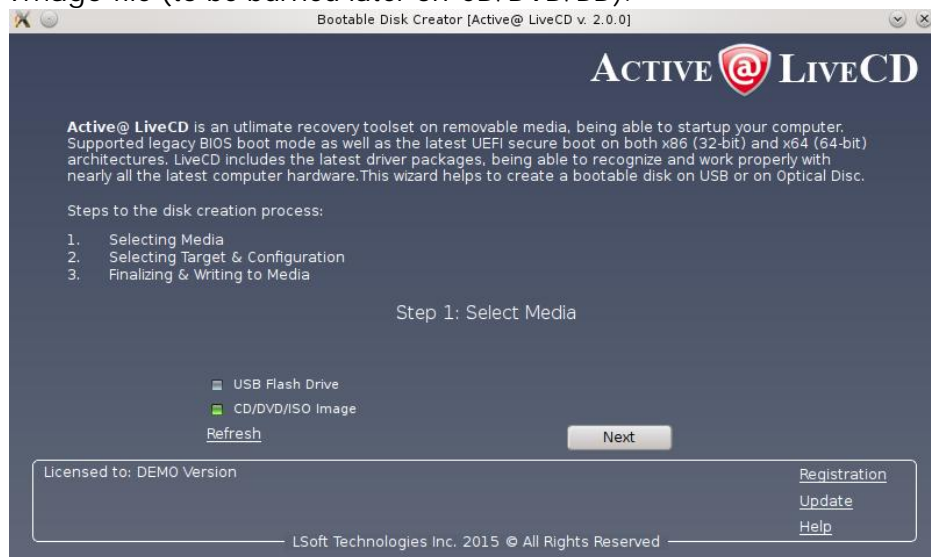 Image file (to be burned later on CD/DVD/BD).
Bootable Disk Creator [Active@ LiveCD v. 2.0.0]
ACTIVE@ LIVECD
Active@ LiveCD is an utlimate recovery toolset on removable media, being able to startup your computer.
Supported legacy BIOS boot mode as well as the latest UEFI secure boot on both x86 (32-bit) and x64 (64-bit)
architectures. LiveCD includes the latest driver packages, being able to recognize and work properly with
nearly all the latest computer hardware.This wizard helps to create a bootable disk on USB or on Optical Disc.
Steps to the disk creation process:
1. Selecting Media
2. Selecting Target & Configuration
3. Finalizing & Writing to Media
Step 1: Select Media
USB Flash Drive
CD/DVD/ISO Image
Refresh
Next
Licensed to: DEMO Version
Registration
Update
Help
LSoft Technologies Inc. 2015 © All Rights Reserved